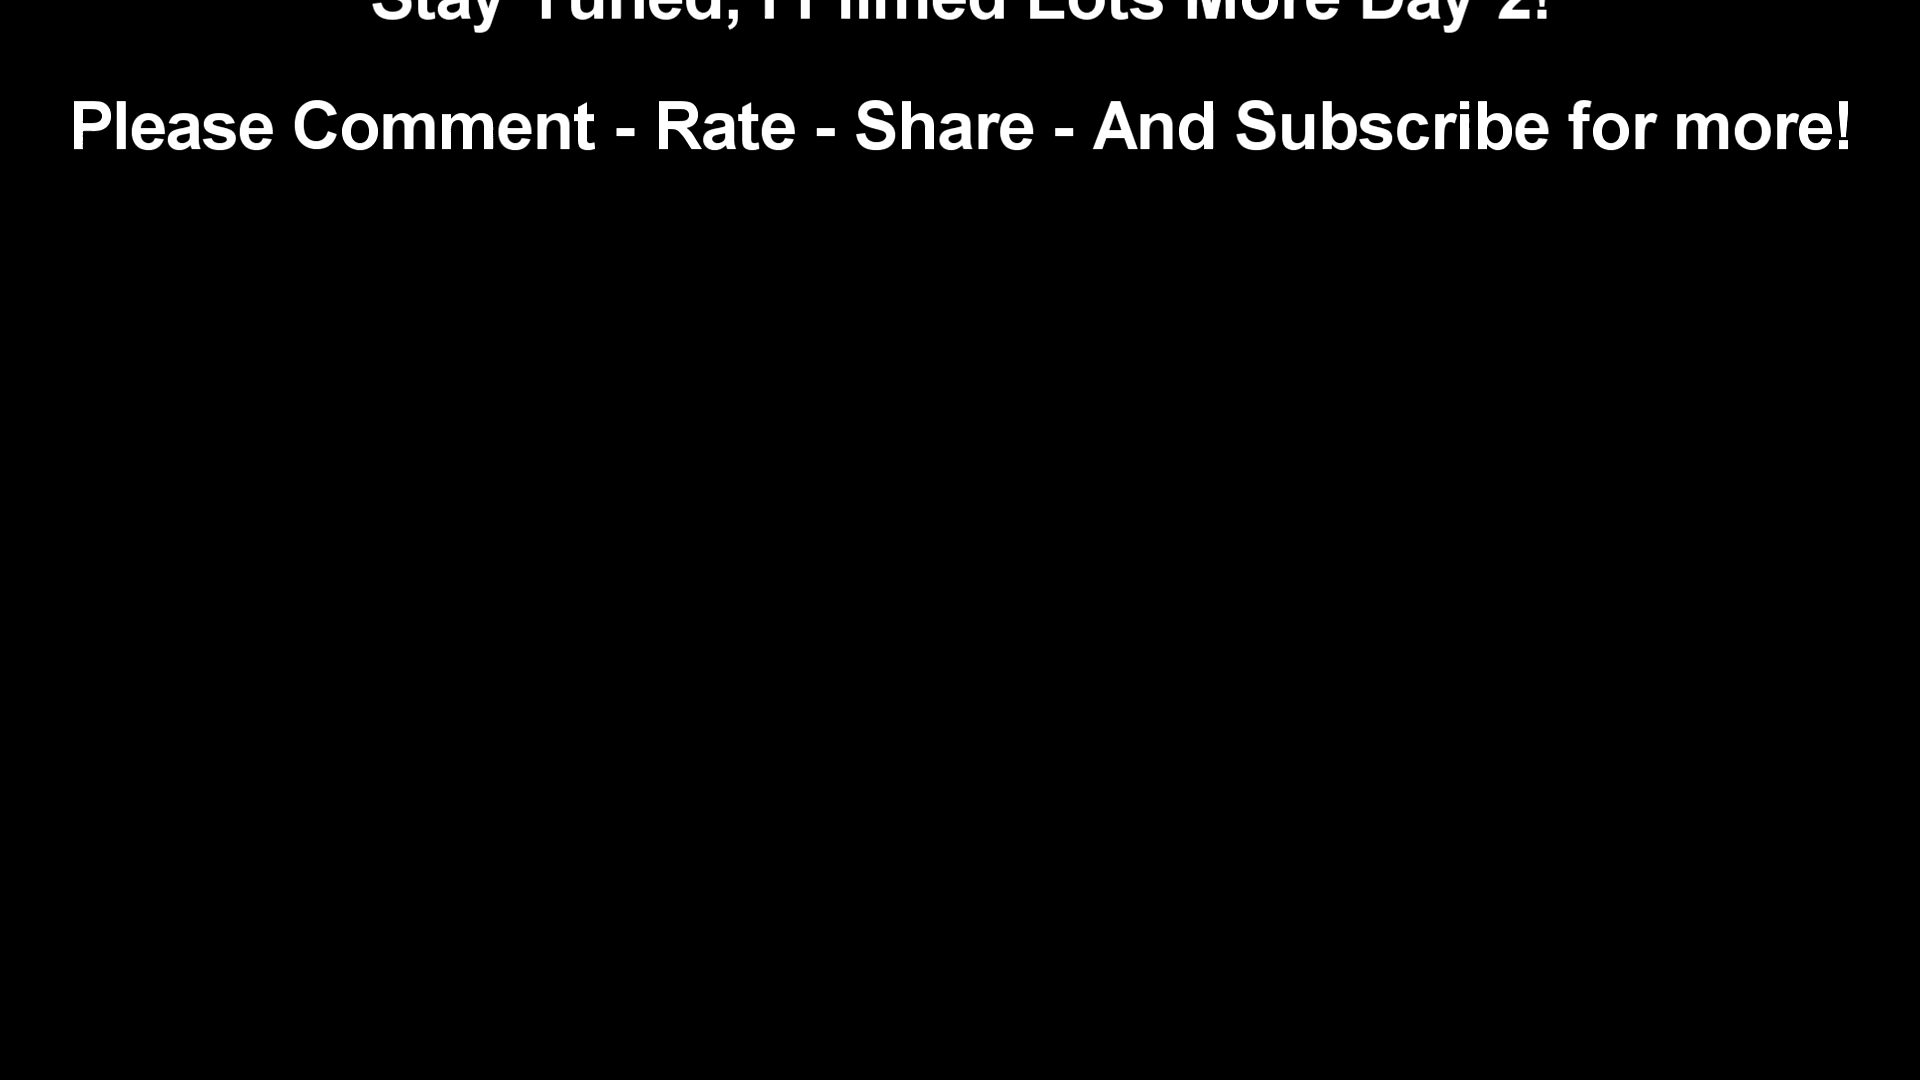 Stay Tuned, I Filmed Lots More Day 2!
Please Comment - Rate - Share - And Subscribe for more!